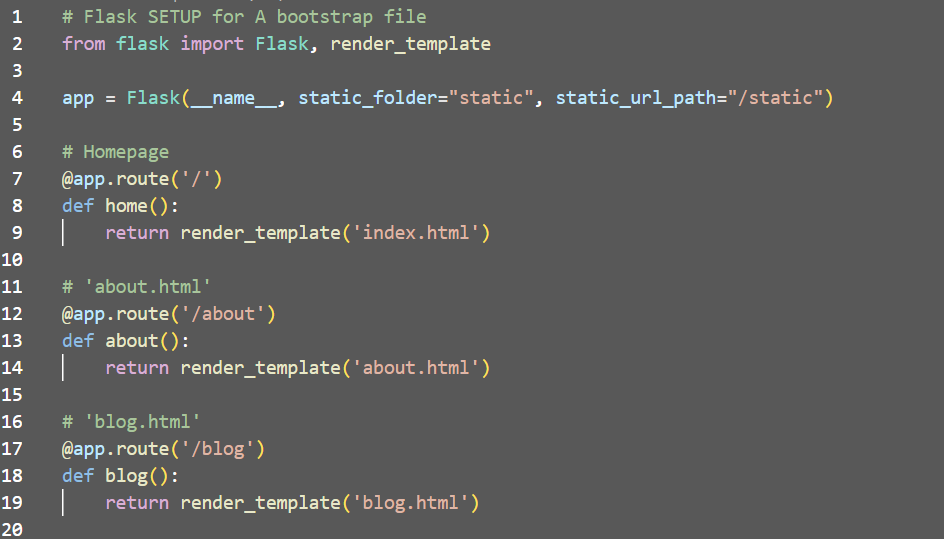 1 # Flask SETUP for A bootstrap file
2 from flask import Flask, render_template
3
4 app = Flask(__name__, static_folder="static", static_url_path="/static")
5
6 # Homepage
7 @app.route('/')
8 def home():
9     return render_template('index.html')
10
11 # 'about.html'
12 @app.route('/about')
13 def about():
14     return render_template('about.html')
15
16 # 'blog.html'
17 @app.route('/blog')
18 def blog():
19     return render_template('blog.html')
20